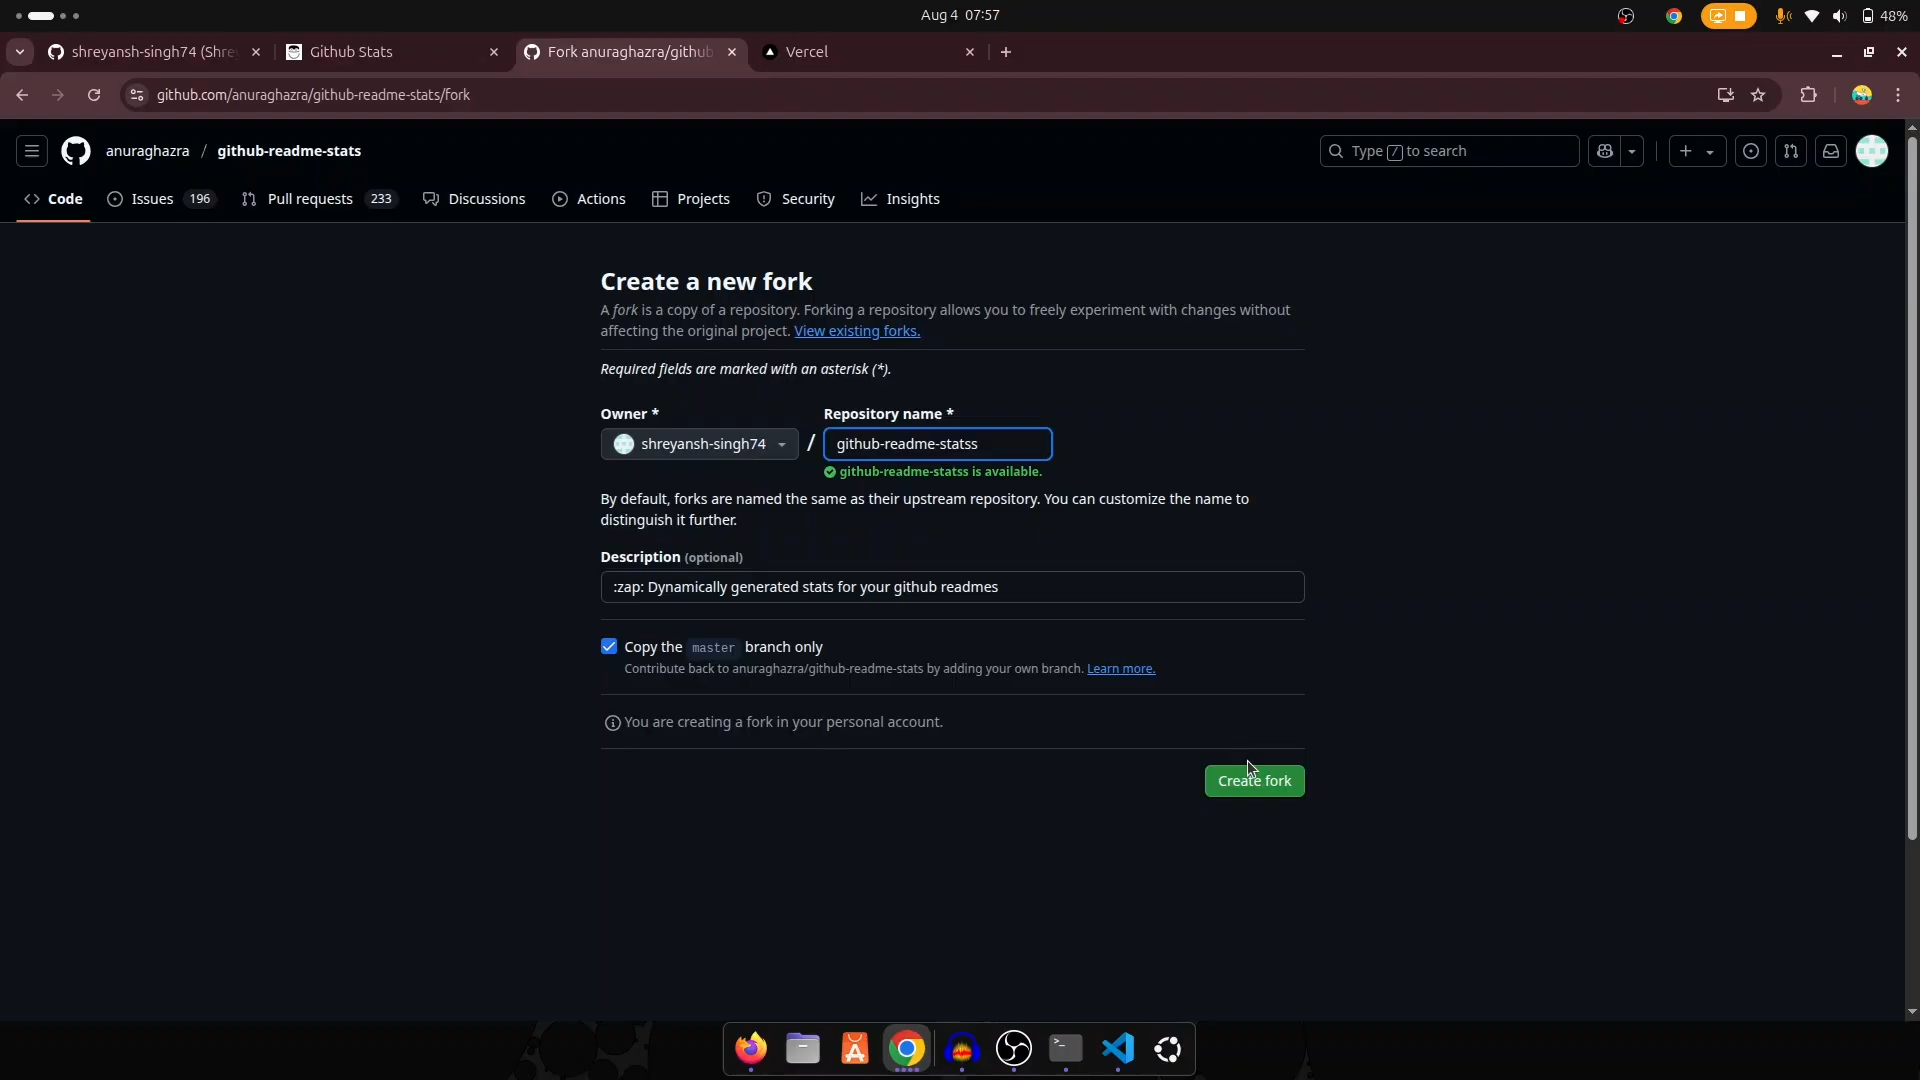 Aug 4 07:57
48%
shreyansh-singh74 (Shre
Github Stats
Fork anuraghazra/github
Vercel
github.com/anuraghazra/github-readme-stats/fork
anuraghazra / github-readme-stats
Type / to search
Code
Issues 196
Pull requests 233
Discussions
Actions
Projects
Security
Insights
Create a new fork
A fork is a copy of a repository. Forking a repository allows you to freely experiment with changes without
affecting the original project. View existing forks.
Required fields are marked with an asterisk (*).
Owner *
Repository name *
shreyansh-singh74 / github-readme-statss
github-readme-statss is available.
By default, forks are named the same as their upstream repository. You can customize the name to
distinguish it further.
Description (optional)
:zap: Dynamically generated stats for your github readmes
Copy the master branch only
Contribute back to anuraghazra/github-readme-stats by adding your own branch. Learn more.
You are creating a fork in your personal account.
Create fork